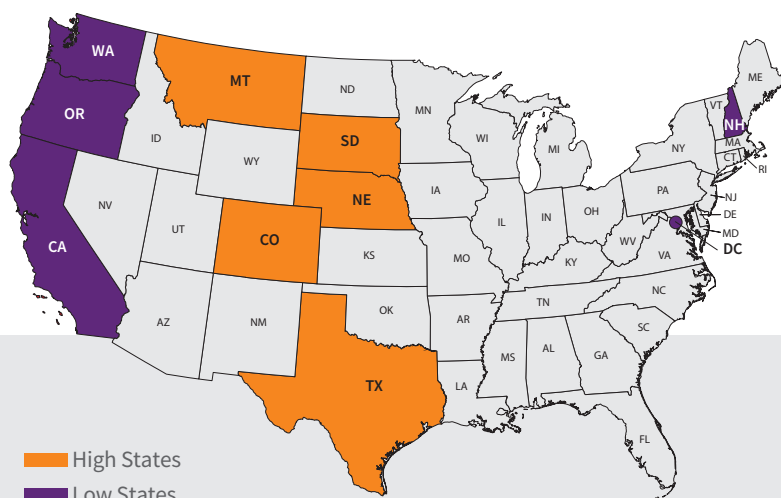 WA
ME
MT
ND
VT
OR
MN
NH
SD
WI
MA
ID
MI
NY
CT
WY
RI
IA
PA
NE
NJ
NV
OH
DE
IL
IN
CO
UT
WV
MD
CA
DC
KS
MO
VA
KY
NC
TN
OK
AZ
NM
AR
SC
MS
AL
GA
TX
LA
FL
High States
Low States